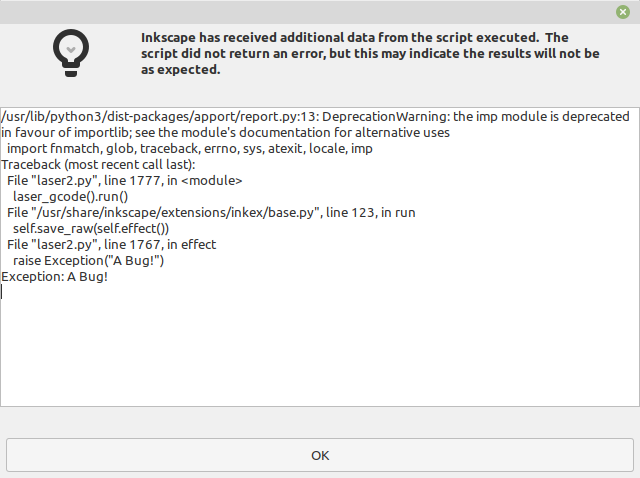 Inkscape has received additional data from the script executed.  The
script did not return an error, but this may indicate the results will not be
as expected.
/usr/lib/python3/dist-packages/apport/report.py:13: DeprecationWarning: the imp module is deprecated
in favour of importlib; see the module's documentation for alternative uses
  import fnmatch, glob, traceback, errno, sys, atexit, locale, imp
Traceback (most recent call last):
  File "laser2.py", line 1777, in <module>
    laser_gcode().run()
  File "/usr/share/inkscape/extensions/inkex/base.py", line 123, in run
    self.save_raw(self.effect())
  File "laser2.py", line 1767, in effect
    raise Exception("A Bug!")
Exception: A Bug!
OK